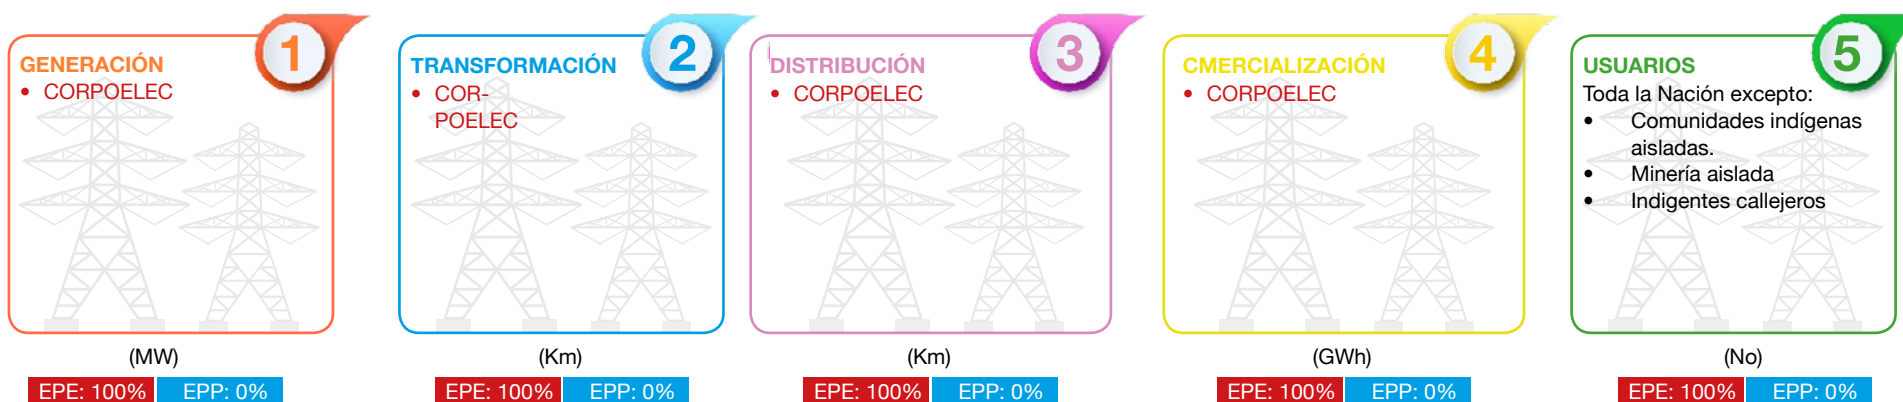 1
GENERACIÓN
• CORPOELEC
(MW)
EPE: 100% EPP: 0%
2
TRANSFORMACIÓN
• COR-
POELEC
(Km)
EPE: 100% EPP: 0%
3
DISTRIBUCIÓN
• CORPOELEC
(Km)
EPE: 100% EPP: 0%
4
CMERCIALIZACIÓN
• CORPOELEC
(GWh)
EPE: 100% EPP: 0%
5
USUARIOS
Toda la Nación excepto:
• Comunidades indígenas
aisladas.
• Minería aislada
• Indigentes callejeros
(No)
EPE: 100% EPP: 0%